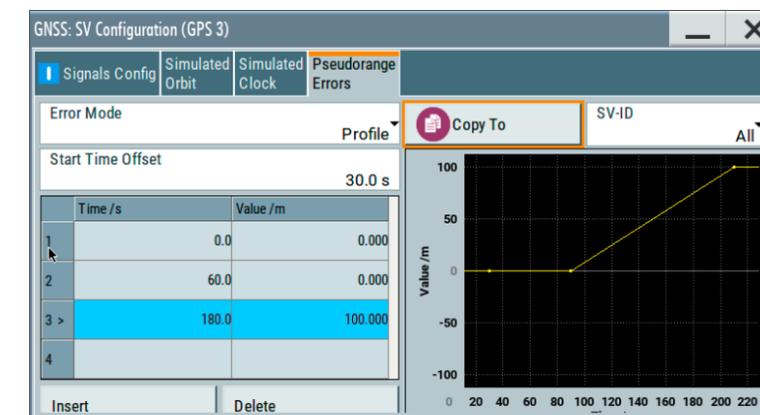 GNSS: SV Configuration (GPS 3)
Signals Config
Simulated Orbit
Simulated Clock
Pseudorange Errors
Error Mode
Profile
Copy To
SV-ID
All
Start Time Offset
30.0 s
Time /s Value /m
1 0.0 0.000
2 60.0 0.000
3 > 180.0 100.000
4
Insert Delete
Value /m
100
50
0
-50
-100
0 20 40 60 80 100 120 140 160 180 200 220